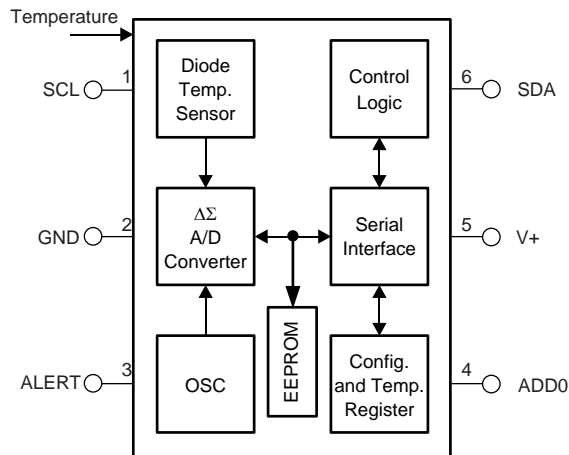 Temperature
1
SCL
Diode
Temp.
Sensor
Control
Logic
6
SDA
2
GND
ΔΣ
A/D
Converter
Serial
Interface
5
V+
3
ALERT
OSC
EEPROM
Config.
and Temp.
Register
4
ADD0